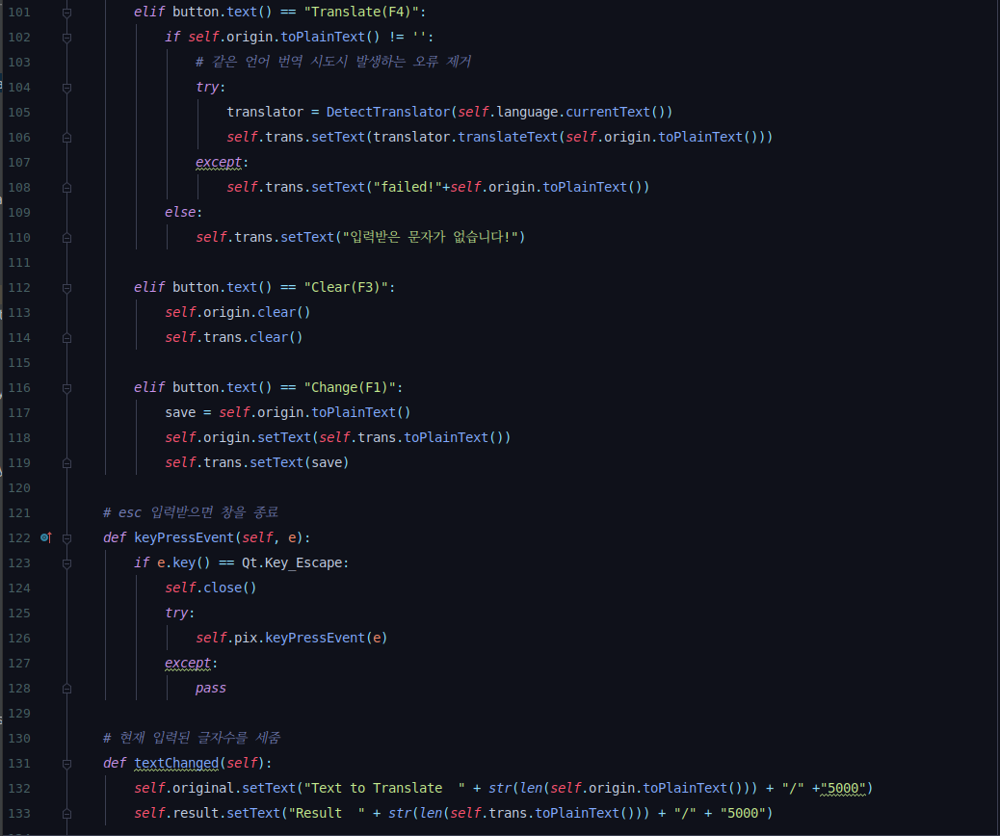 101 elif button.text() == "Translate(F4)":
102 if self.origin.toPlainText() != '':
103 # 같은 언어 번역 시도시 발생하는 오류 제거
104 try:
105 translator = DetectTranslator(self.language.currentText())
106 self.trans.setText(translator.translateText(self.origin.toPlainText()))
107 except:
108 self.trans.setText("failed!"+self.origin.toPlainText())
109 else:
110 self.trans.setText("입력받은 문자가 없습니다!")
111
112 elif button.text() == "Clear(F3)":
113 self.origin.clear()
114 self.trans.clear()
115
116 elif button.text() == "Change(F1)":
117 save = self.origin.toPlainText()
118 self.origin.setText(self.trans.toPlainText())
119 self.trans.setText(save)
120
121 # esc 입력받으면 창을 종료
122 def keyPressEvent(self, e):
123 if e.key() == Qt.Key_Escape:
124 self.close()
125 try:
126 self.pix.keyPressEvent(e)
127 except:
128 pass
129
130 # 현재 입력된 글자수를 세줌
131 def textChanged(self):
132 self.original.setText("Text to Translate  " + str(len(self.origin.toPlainText())) + "/" +"5000")
133 self.result.setText("Result  " + str(len(self.trans.toPlainText())) + "/" + "5000")